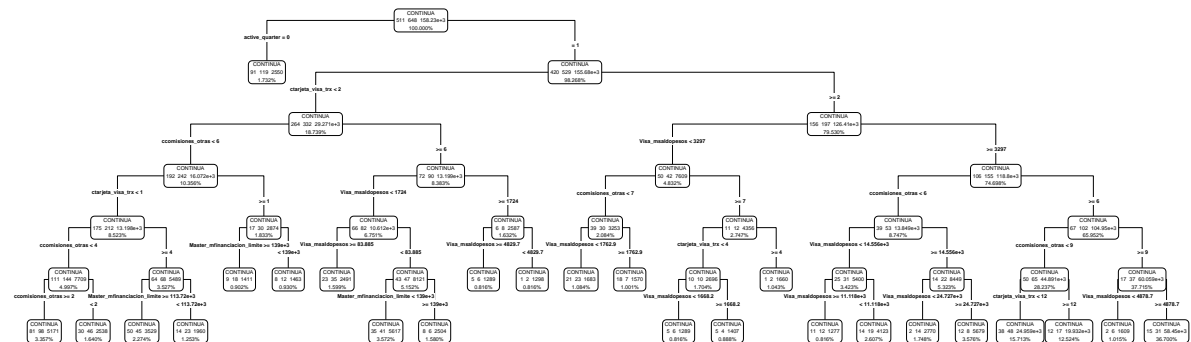 CONTINUA
511 648 158.23e+3
100.000%
active_quarter = 0
= 1
CONTINUA
91 119 2550
1.732%
CONTINUA
420 529 155.68e+3
98.268%
ctarjeta_visa_trx < 2
>= 2
CONTINUA
264 332 29.271e+3
18.739%
CONTINUA
156 197 126.41e+3
79.530%
ccomisiones_otras < 6
>= 6
Visa_msaldopesos < 3297
>= 3297
CONTINUA
192 242 16.072e+3
10.356%
CONTINUA
72 90 13.199e+3
8.383%
CONTINUA
50 42 7609
4.832%
CONTINUA
106 155 118.8e+3
74.698%
ctarjeta_visa_trx < 1
>= 1
Visa_msaldopesos < 1724
>= 1724
ccomisiones_otras < 7
>= 7
ccomisiones_otras < 6
>= 6
CONTINUA
175 212 13.198e+3
8.523%
CONTINUA
17 30 2874
1.833%
CONTINUA
66 82 10.612e+3
6.751%
CONTINUA
6 8 2587
1.632%
CONTINUA
39 30 3253
2.084%
CONTINUA
11 12 4356
2.747%
CONTINUA
39 53 13.849e+3
8.747%
CONTINUA
67 102 104.95e+3
65.952%
ccomisiones_otras < 4
>= 4
Master_mfinanciacion_limite >= 139e+3
< 139e+3
Visa_msaldopesos >= 83.885
< 83.885
Visa_msaldopesos >= 4829.7
< 4829.7
Visa_msaldopesos < 1762.9
>= 1762.9
ctarjeta_visa_trx < 4
>= 4
Visa_msaldopesos < 14.556e+3
>= 14.556e+3
ccomisiones_otras < 9
>= 9
CONTINUA
111 144 7709
4.997%
CONTINUA
64 68 5489
3.527%
CONTINUA
9 18 1411
0.902%
CONTINUA
8 12 1463
0.930%
CONTINUA
23 35 2491
1.599%
CONTINUA
43 47 8121
5.152%
CONTINUA
5 6 1289
0.816%
CONTINUA
1 2 1298
0.816%
CONTINUA
21 23 1683
1.084%
CONTINUA
18 7 1570
1.001%
CONTINUA
10 10 2696
1.704%
CONTINUA
1 2 1660
1.043%
CONTINUA
25 31 5400
3.423%
CONTINUA
14 22 8449
5.323%
CONTINUA
50 65 44.891e+3
28.237%
CONTINUA
17 37 60.059e+3
37.715%
ccomisiones_otras >= 2
< 2
Master_mfinanciacion_limite >= 113.72e+3
< 113.72e+3
Master_mfinanciacion_limite < 139e+3
>= 139e+3
Visa_msaldopesos < 1668.2
>= 1668.2
Visa_msaldopesos >= 11.118e+3
< 11.118e+3
Visa_msaldopesos < 24.727e+3
>= 24.727e+3
ctarjeta_visa_trx < 12
>= 12
Visa_msaldopesos < 4878.7
>= 4878.7
CONTINUA
81 98 5171
3.357%
CONTINUA
30 46 2538
1.640%
CONTINUA
50 45 3529
2.274%
CONTINUA
14 23 1960
1.253%
CONTINUA
35 41 5617
3.572%
CONTINUA
8 6 2504
1.580%
CONTINUA
5 6 1289
0.816%
CONTINUA
5 4 1407
0.888%
CONTINUA
11 12 1277
0.816%
CONTINUA
14 19 4123
2.607%
CONTINUA
2 14 2770
1.748%
CONTINUA
12 8 5679
3.576%
CONTINUA
38 48 24.959e+3
15.713%
CONTINUA
12 17 19.932e+3
12.524%
CONTINUA
2 6 1609
1.015%
CONTINUA
15 31 58.45e+3
36.700%